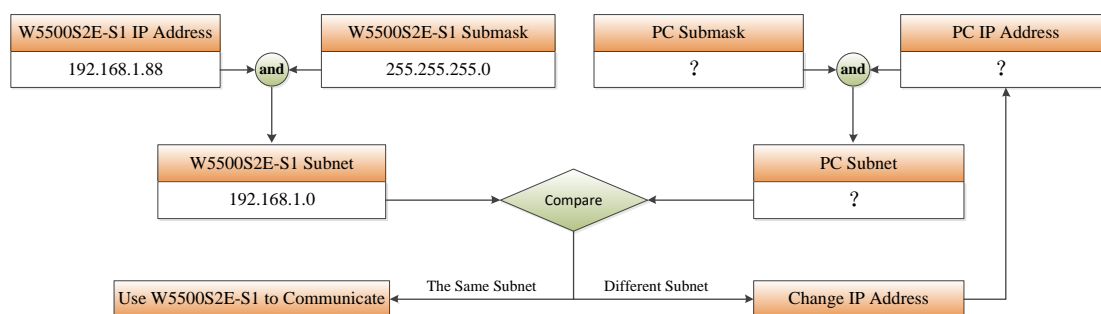 W5500S2E-S1 IP Address
W5500S2E-S1 Submask
PC Submask
PC IP Address
192.168.1.88
and
255.255.255.0
?
and
?
W5500S2E-S1 Subnet
PC Subnet
192.168.1.0
Compare
?
The Same Subnet
Different Subnet
Use W5500S2E-S1 to Communicate
Change IP Address